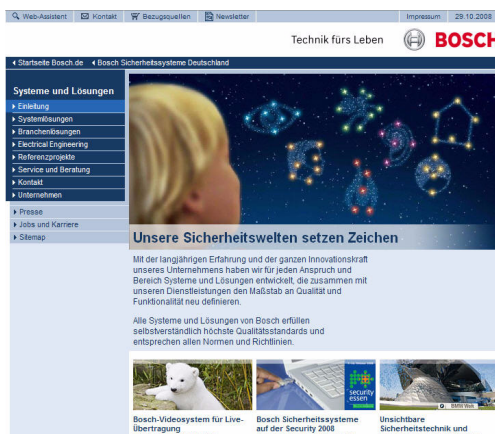 Web-Assistent Kontakt Bezugsquellen Newsletter Impressum 29.10.2008
Technik fürs Leben BOSCH
Startseite Bosch.de Bosch Sicherheitssysteme Deutschland
Systeme und Lösungen
Einleitung
Systemlösungen
Branchenlösungen
Electrical Engineering
Referenzprojekte
Service und Beratung
Kontakt
Unternehmen
Presse
Jobs und Karriere
Sitemap
Unsere Sicherheitswelten setzen Zeichen
Mit der langjährigen Erfahrung und der ganzen Innovationskraft
unseres Unternehmens haben wir für jeden Anspruch und
Bereich Systeme und Lösungen entwickelt, die zusammen mit
unseren Dienstleistungen den Maßstab an Qualität und
Funktionalität neu definieren.
Alle Systeme und Lösungen von Bosch erfüllen
selbstverständlich höchste Qualitätsstandards und
entsprechen allen Normen und Richtlinien.
security
essen
BMW Welt
Bosch-Videosystem für Live-
Übertragung
Bosch Sicherheitssysteme
auf der Security 2008
Unsichtbare
Sicherheitstechnik und